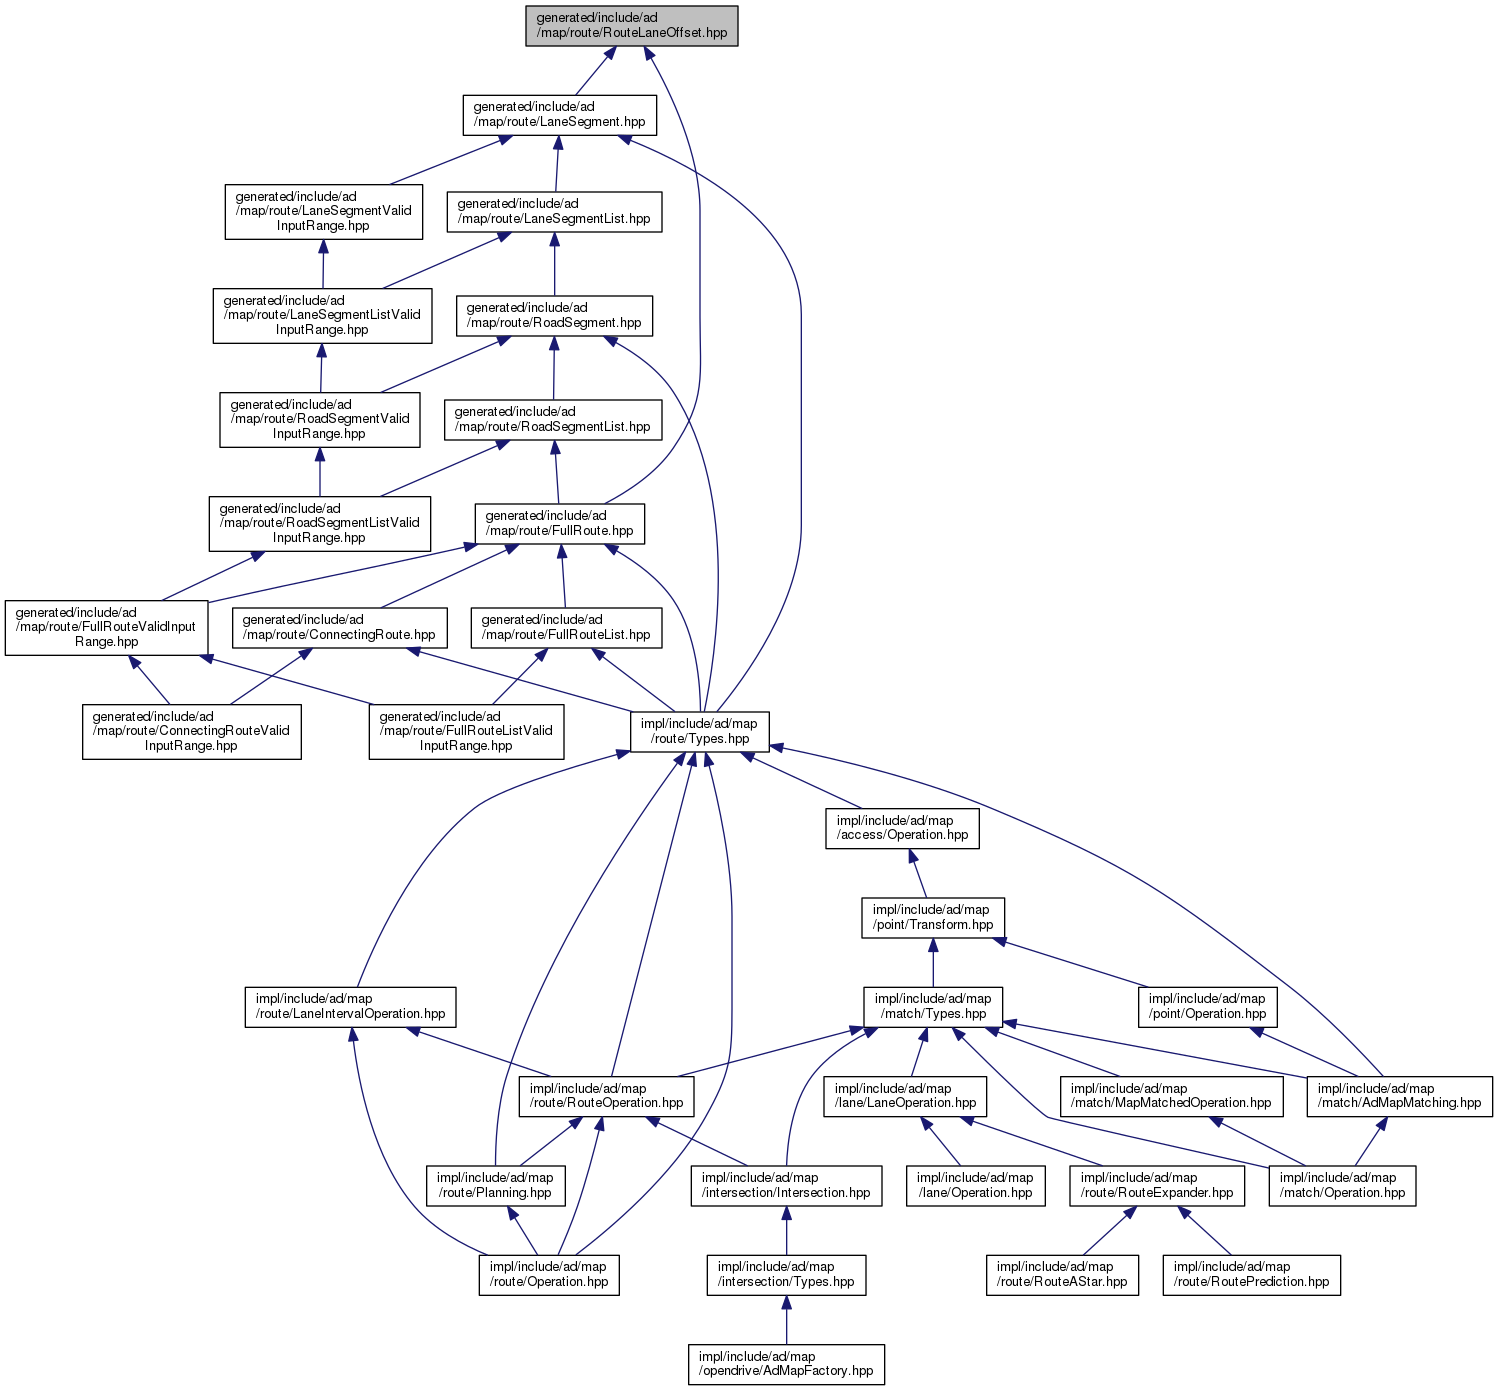 generated/include/ad
/map/route/RouteLaneOffset.hpp
generated/include/ad
/map/route/LaneSegment.hpp
generated/include/ad
/map/route/LaneSegmentValid
InputRange.hpp
generated/include/ad
/map/route/LaneSegmentList.hpp
generated/include/ad
/map/route/LaneSegmentListValid
InputRange.hpp
generated/include/ad
/map/route/RoadSegment.hpp
generated/include/ad
/map/route/RoadSegmentValid
InputRange.hpp
generated/include/ad
/map/route/RoadSegmentList.hpp
generated/include/ad
/map/route/RoadSegmentListValid
InputRange.hpp
generated/include/ad
/map/route/FullRoute.hpp
generated/include/ad
/map/route/FullRouteValidInput
Range.hpp
generated/include/ad
/map/route/ConnectingRoute.hpp
generated/include/ad
/map/route/FullRouteList.hpp
generated/include/ad
/map/route/ConnectingRouteValid
InputRange.hpp
generated/include/ad
/map/route/FullRouteListValid
InputRange.hpp
impl/include/ad/map
/route/Types.hpp
impl/include/ad/map
/access/Operation.hpp
impl/include/ad/map
/point/Transform.hpp
impl/include/ad/map
/route/LaneIntervalOperation.hpp
impl/include/ad/map
/match/Types.hpp
impl/include/ad/map
/point/Operation.hpp
impl/include/ad/map
/route/RouteOperation.hpp
impl/include/ad/map
/lane/LaneOperation.hpp
impl/include/ad/map
/match/MapMatchedOperation.hpp
impl/include/ad/map
/match/AdMapMatching.hpp
impl/include/ad/map
/route/Planning.hpp
impl/include/ad/map
/intersection/Intersection.hpp
impl/include/ad/map
/lane/Operation.hpp
impl/include/ad/map
/route/RouteExpander.hpp
impl/include/ad/map
/match/Operation.hpp
impl/include/ad/map
/route/Operation.hpp
impl/include/ad/map
/intersection/Types.hpp
impl/include/ad/map
/route/RouteAStar.hpp
impl/include/ad/map
/route/RoutePrediction.hpp
impl/include/ad/map
/opendrive/AdMapFactory.hpp